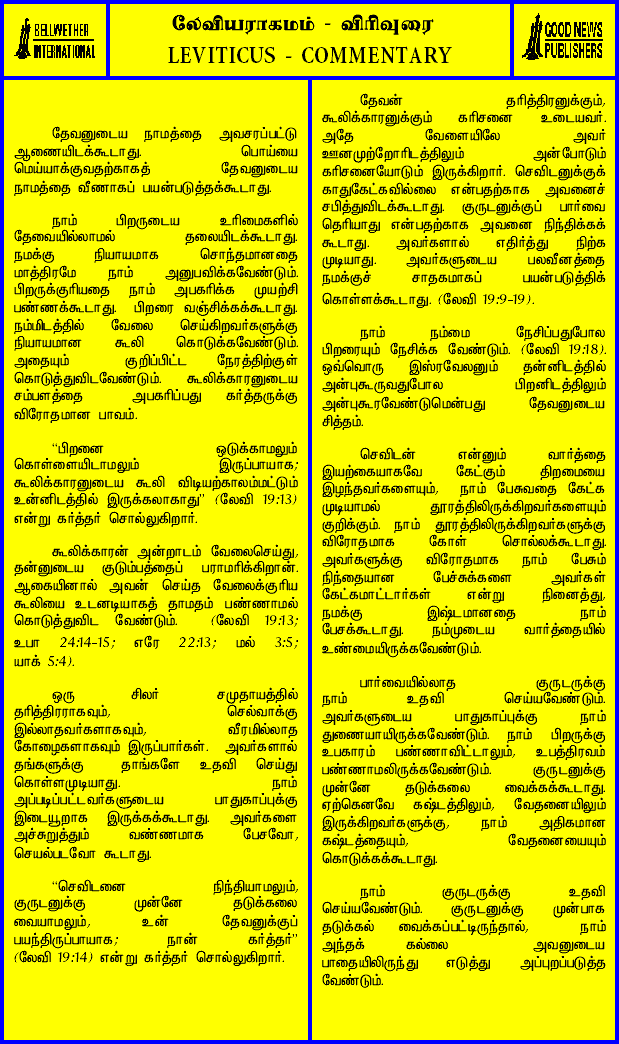 BELLWETHER
INTERNATIONAL
லேவியராகமம் - விரிவுரை
LEVITICUS - COMMENTARY
GOOD NEWS
PUBLISHERS
தேவனுடைய நாமத்தை அவசரப்பட்டு
ஆணையிடக்கூடாது. பொய்யை
மெய்யாக்குவதற்காகத் தேவனுடைய
நாமத்தை வீணாகப் பயன்படுத்தக்கூடாது.
நாம் பிறருடைய உரிமைகளில்
தேவையில்லாமல் தலையிடக்கூடாது.
நமக்கு நியாயமாக சொந்தமானதை
மாத்திரமே நாம் அனுபவிக்கவேண்டும்.
பிறருக்குரியதை நாம் அபகரிக்க முயற்சி
பண்ணக்கூடாது. பிறரை வஞ்சிக்கக்கூடாது.
நம்மிடத்தில் வேலை செய்கிறவர்களுக்கு
நியாயமான கூலி கொடுக்கவேண்டும்.
அதையும் குறிப்பிட்ட நேரத்திற்குள்
கொடுத்துவிடவேண்டும். கூலிக்காரனுடைய
சம்பளத்தை அபகரிப்பது கர்த்தருக்கு
விரோதமான பாவம்.
“பிறனை ஒடுக்காமலும்
கொள்ளையிடாமலும் இருப்பாயாக;
கூலிக்காரனுடைய கூலி விடியற்காலம்மட்டும்
உன்னிடத்தில் இருக்கலாகாது” (லேவி 19:13)
என்று கர்த்தர் சொல்லுகிறார்.
கூலிக்காரன் அன்றாடம் வேலைசெய்து,
தன்னுடைய குடும்பத்தைப் பராமரிக்கிறான்.
ஆகையினால் அவன் செய்த வேலைக்குரிய
கூலியை உடனடியாகத் தாமதம் பண்ணாமல்
கொடுத்துவிட வேண்டும். (லேவி 19:13;
உபா 24:14-15; எரே 22:13; மல் 3:5;
யாக் 5:4).
ஒரு சிலர் சமுதாயத்தில்
தரித்திரராகவும், செல்வாக்கு
இல்லாதவர்களாகவும், வீரமில்லாத
கோழைகளாகவும் இருப்பார்கள். அவர்களால்
தங்களுக்கு தாங்களே உதவி செய்து
கொள்ளமுடியாது. நாம்
அப்படிப்பட்டவர்களுடைய பாதுகாப்புக்கு
இடையூறாக இருக்கக்கூடாது. அவர்களை
அச்சுறுத்தும் வண்ணமாக பேசவோ,
செயல்படவோ கூடாது.
“செவிடனை நிந்தியாமலும்,
குருடனுக்கு முன்னே தடுக்கலை
வையாமலும், உன் தேவனுக்குப்
பயந்திருப்பாயாக; நான் கர்த்தர்”
(லேவி 19:14) என்று கர்த்தர் சொல்லுகிறார்.
தேவன் தரித்திரனுக்கும்,
கூலிக்காரனுக்கும் கரிசனை உடையவர்.
அதே வேளையிலே அவர்
ஊனமுற்றோரிடத்திலும் அன்போடும்
கரிசனையோடும் இருக்கிறார். செவிடனுக்குக்
காதுகேட்கவில்லை என்பதற்காக அவனைச்
சபித்துவிடக்கூடாது. குருடனுக்குப் பார்வை
தெரியாது என்பதற்காக அவனை நிந்திக்கக்
கூடாது. அவர்களால் எதிர்த்து நிற்க
முடியாது. அவர்களுடைய பலவீனத்தை
நமக்குச் சாதகமாகப் பயன்படுத்திக்
கொள்ளக்கூடாது. (லேவி 19:9-19).
நாம் நம்மை நேசிப்பதுபோல
பிறரையும் நேசிக்க வேண்டும். (லேவி 19:18).
ஒவ்வொரு இஸ்ரவேலனும் தன்னிடத்தில்
அன்புகூருவதுபோல பிறனிடத்திலும்
அன்புகூரவேண்டுமென்பது தேவனுடைய
சித்தம்.
செவிடன் என்னும் வார்த்தை
இயற்கையாகவே கேட்கும் திறமையை
இழந்தவர்களையும், நாம் பேசுவதை கேட்க
முடியாமல் தூரத்திலிருக்கிறவர்களையும்
குறிக்கும். நாம் தூரத்திலிருக்கிறவர்களுக்கு
விரோதமாக கோள் சொல்லக்கூடாது.
அவர்களுக்கு விரோதமாக நாம் பேசும்
நிந்தையான பேச்சுக்களை அவர்கள்
கேட்கமாட்டார்கள் என்று நினைத்து,
நமக்கு இஷ்டமானதை நாம்
பேசக்கூடாது. நம்முடைய வார்த்தையில்
உண்மையிருக்கவேண்டும்.
பார்வையில்லாத குருடருக்கு
நாம் உதவி செய்யவேண்டும்.
அவர்களுடைய பாதுகாப்புக்கு நாம்
துணையாயிருக்கவேண்டும். நாம் பிறருக்கு
உபகாரம் பண்ணாவிட்டாலும், உபத்திரவம்
பண்ணாமலிருக்கவேண்டும். குருடனுக்கு
முன்னே தடுக்கலை வைக்கக்கூடாது.
ஏற்கெனவே கஷ்டத்திலும், வேதனையிலும்
இருக்கிறவர்களுக்கு, நாம் அதிகமான
கஷ்டத்தையும், வேதனையையும்
கொடுக்கக்கூடாது.
நாம் குருடருக்கு உதவி
செய்யவேண்டும். குருடனுக்கு முன்பாக
தடுக்கல் வைக்கப்பட்டிருந்தால், நாம்
அந்தக் கல்லை அவனுடைய
பாதையிலிருந்து எடுத்து அப்புறப்படுத்த
வேண்டும்.